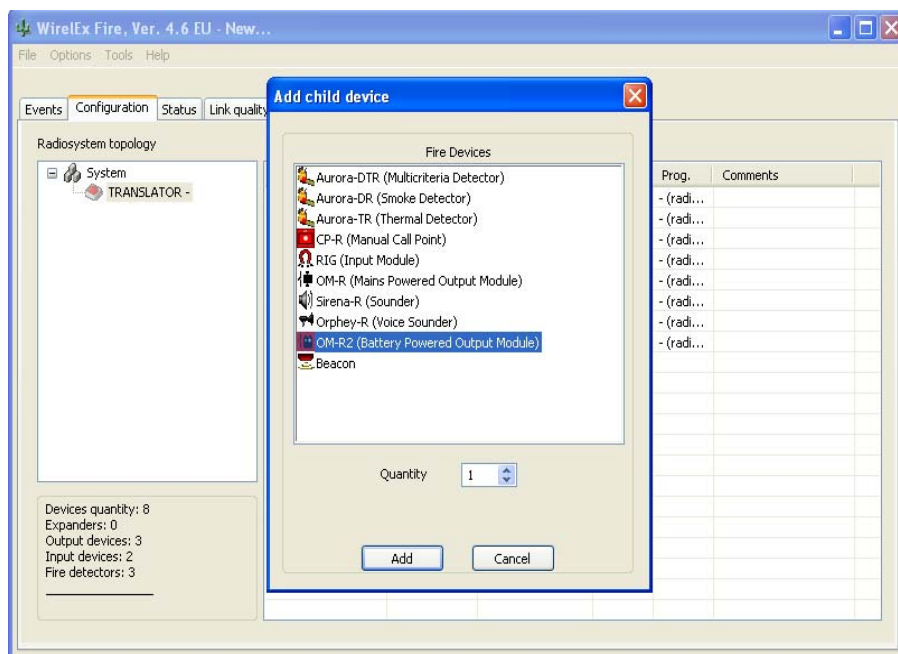 WirelEx Fire, Ver. 4.6 EU - New...
File Options Tools Help
Events Configuration Status Link quality
Radiosystem topology
System
TRANSLATOR -
Devices quantity: 8
Expanders: 0
Output devices: 3
Input devices: 2
Fire detectors: 3
Add child device
Fire Devices
Aurora-DTR (Multicriteria Detector)
Aurora-DR (Smoke Detector)
Aurora-TR (Thermal Detector)
CP-R (Manual Call Point)
RIG (Input Module)
OM-R (Mains Powered Output Module)
Sirena-R (Sounder)
Orphey-R (Voice Sounder)
OM-R2 (Battery Powered Output Module)
Beacon
Quantity 1
Add Cancel
Prog. Comments
- (radi...
- (radi...
- (radi...
- (radi...
- (radi...
- (radi...
- (radi...
- (radi...